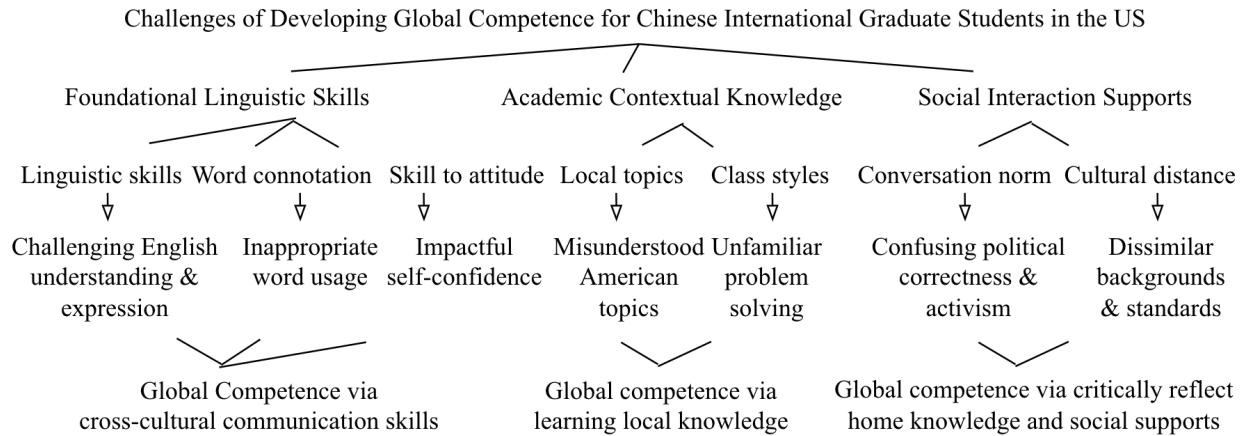 Challenges of Developing Global Competence for Chinese International Graduate Students in the US
Foundational Linguistic Skills
Academic Contextual Knowledge
Social Interaction Supports
Linguistic skills
Word connotation
Skill to attitude
Local topics
Class styles
Conversation norm
Cultural distance
Challenging English
understanding &
expression
Inappropriate
word usage
Impactful
self-confidence
Misunderstood
American
topics
Unfamiliar
problem
solving
Confusing political
correctness &
activism
Dissimilar
backgrounds
& standards
Global Competence via
cross-cultural communication skills
Global competence via
learning local knowledge
Global competence via critically reflect
home knowledge and social supports